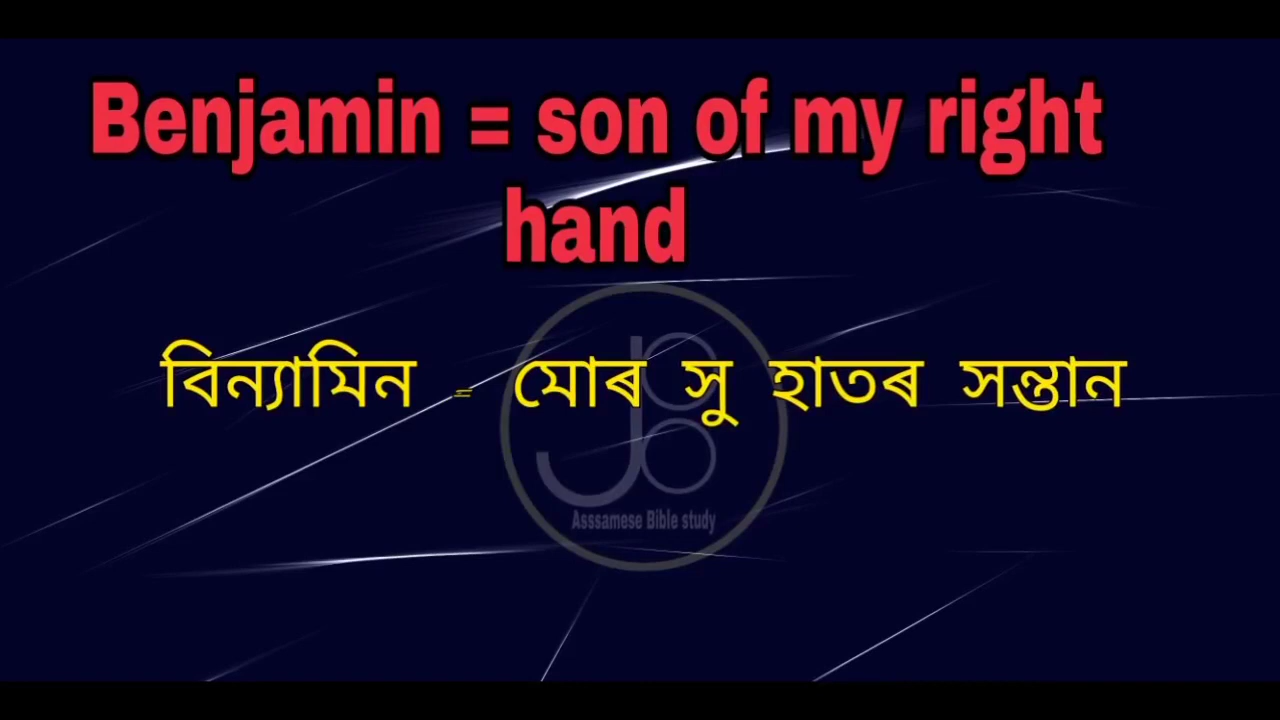 Benjamin = son of my right
hand
বিন্যামিন = মোৰ সু হাতৰ সন্তান
Asssamese Bible study